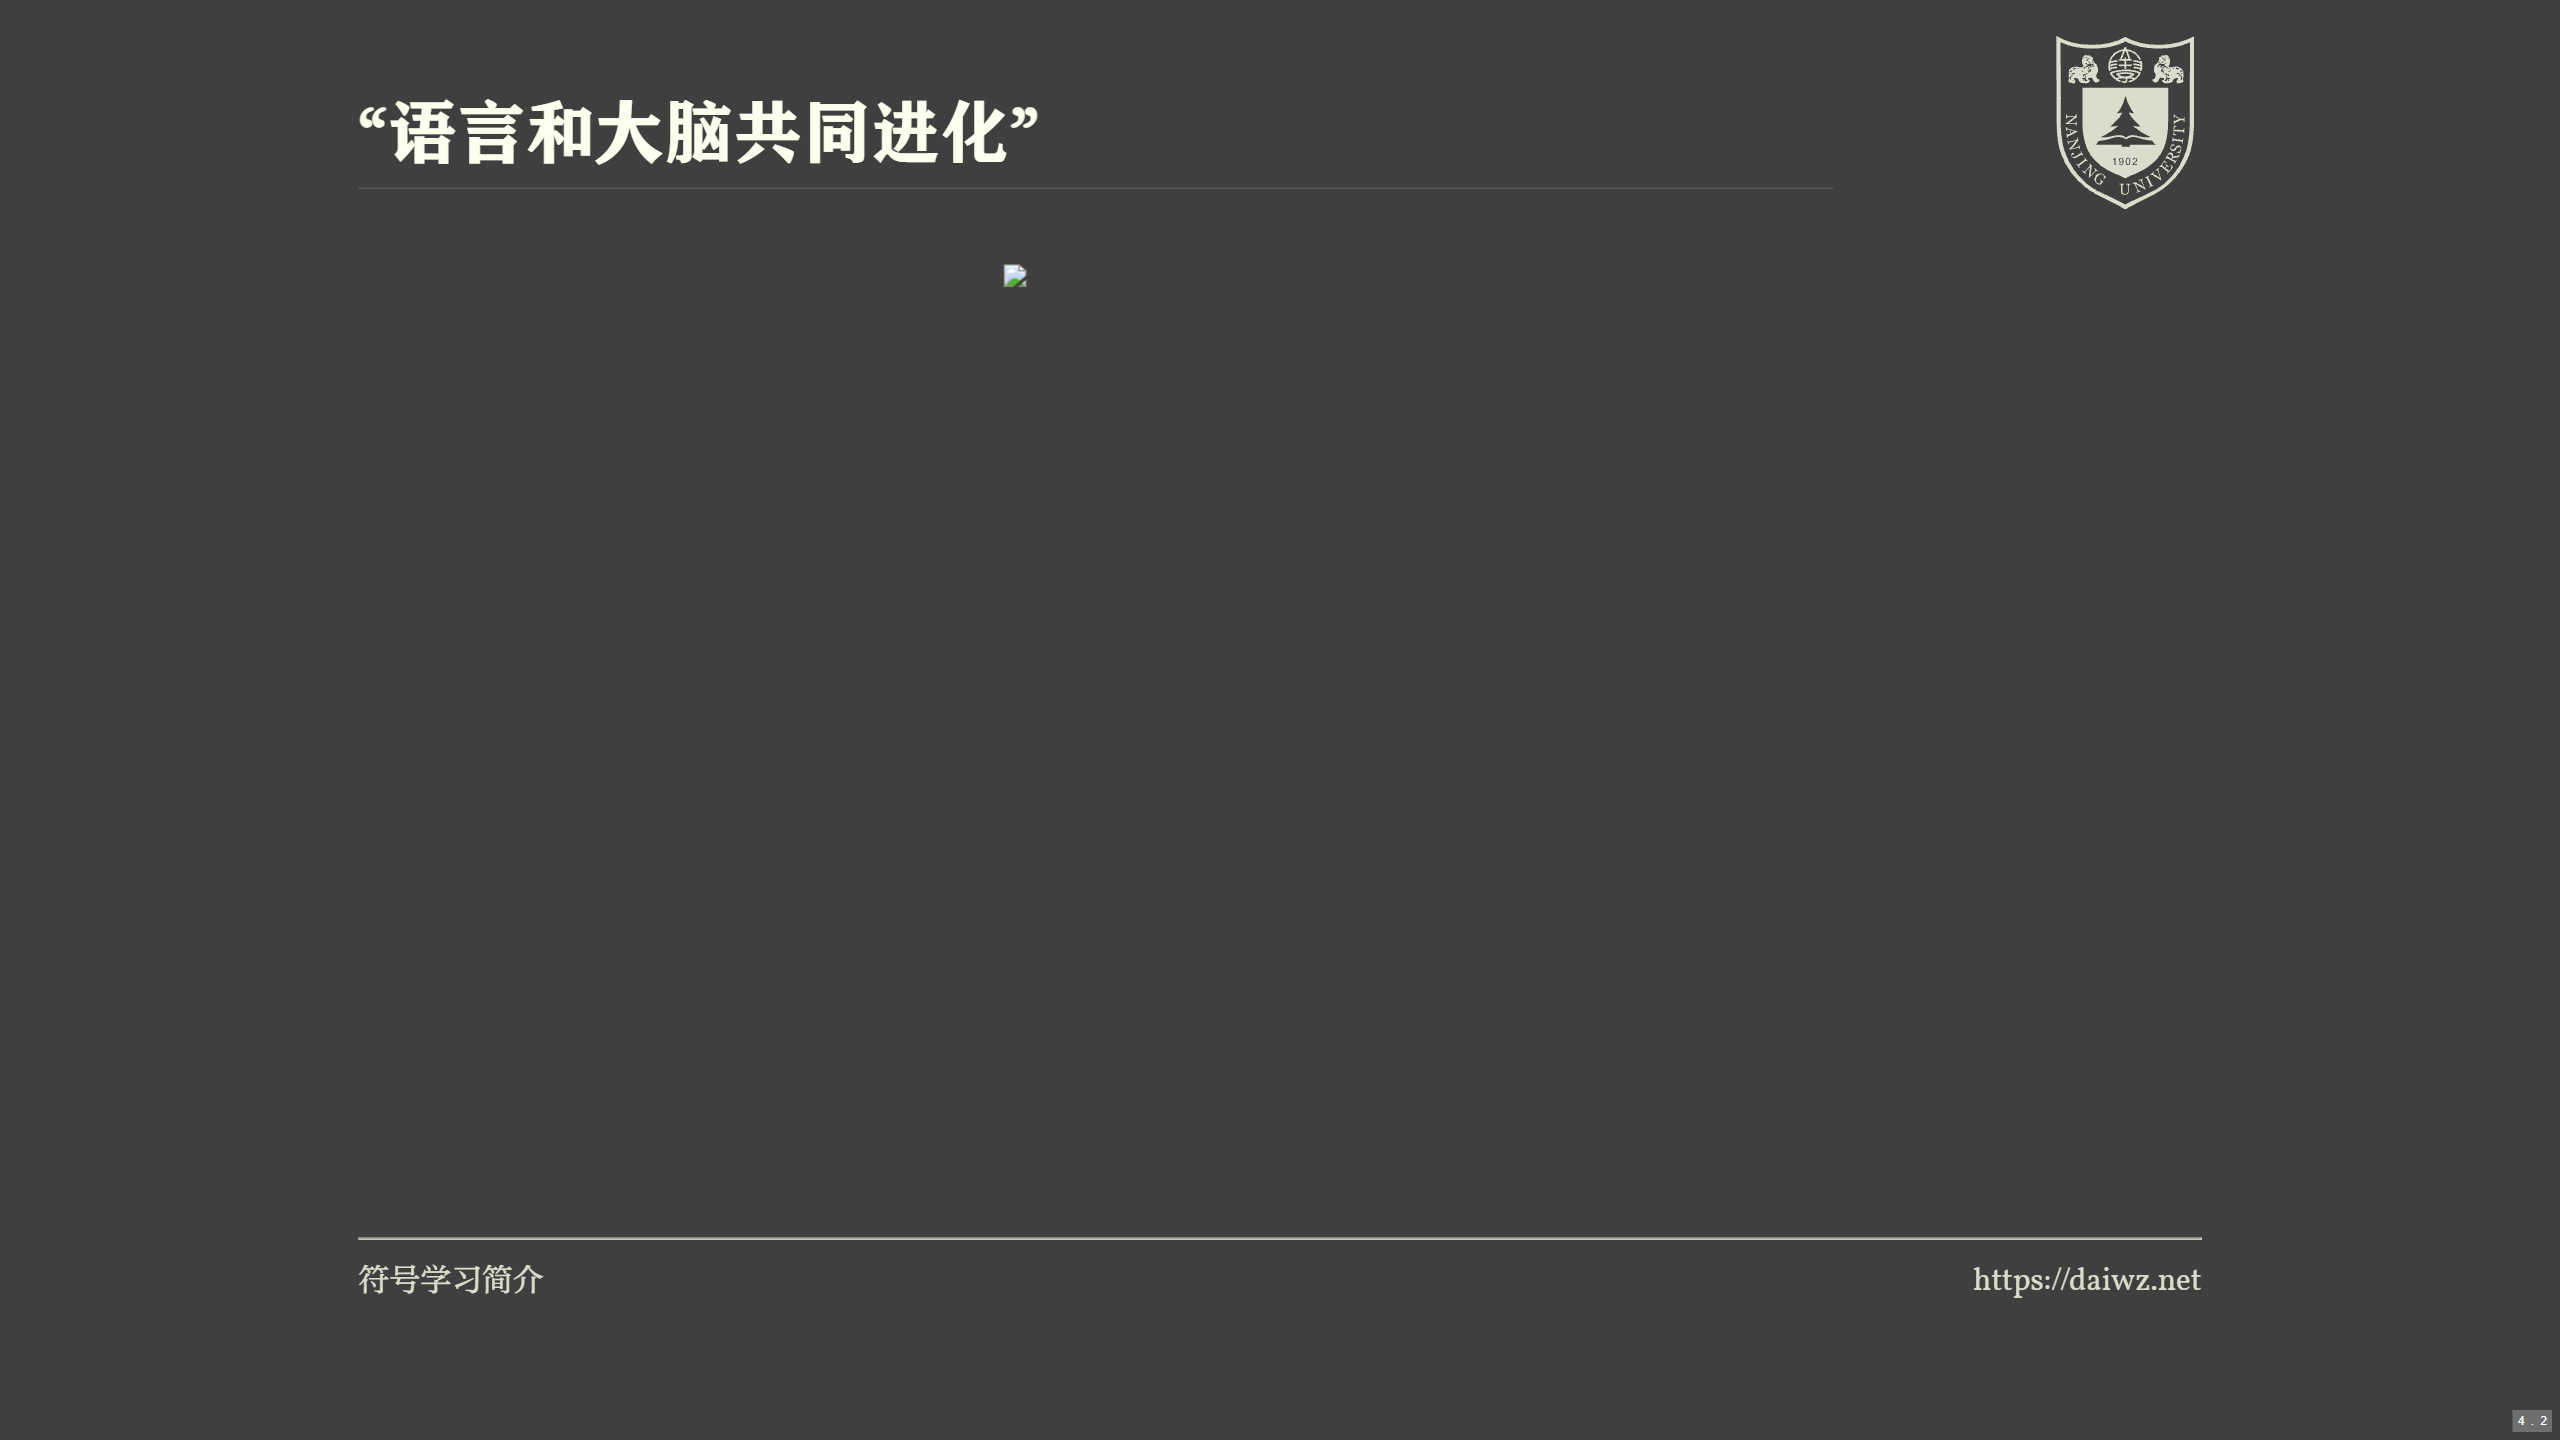 “语言和大脑共同进化”
NANJING UNIVERSITY
1902
符号学习简介
https://daiwz.net
4.2